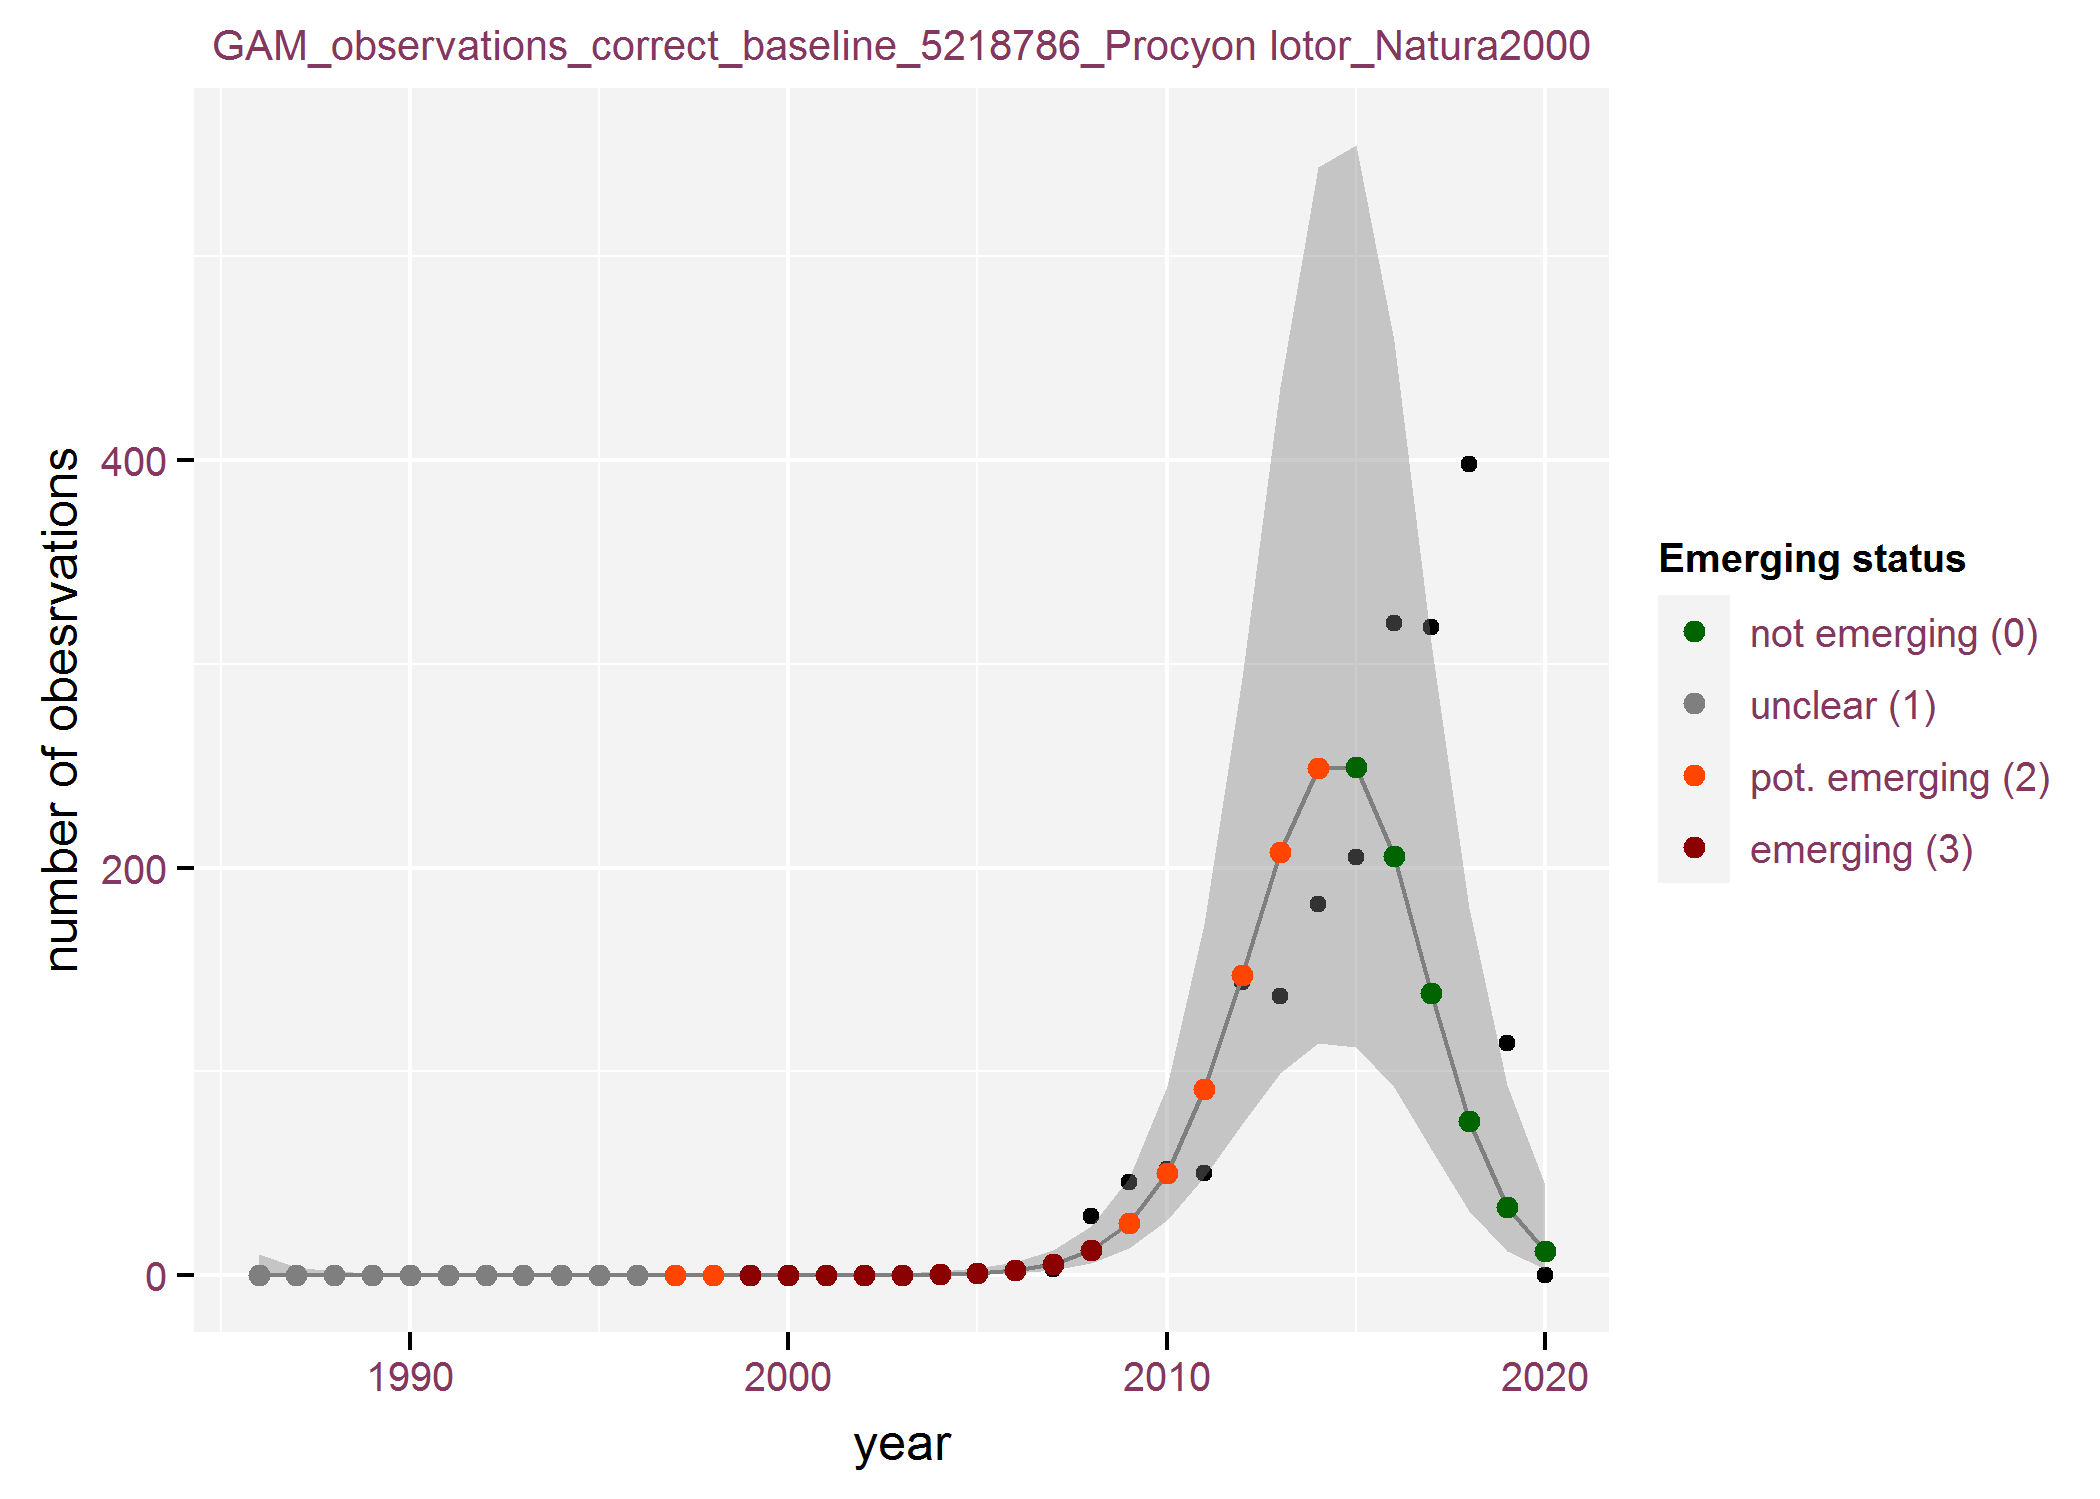 GAM_observations_correct_baseline_5218786_Procyon lotor_Natura2000
number of obesrvations
400
200
0
1990
2000
2010
2020
year
Emerging status
not emerging (0)
unclear (1)
pot. emerging (2)
emerging (3)